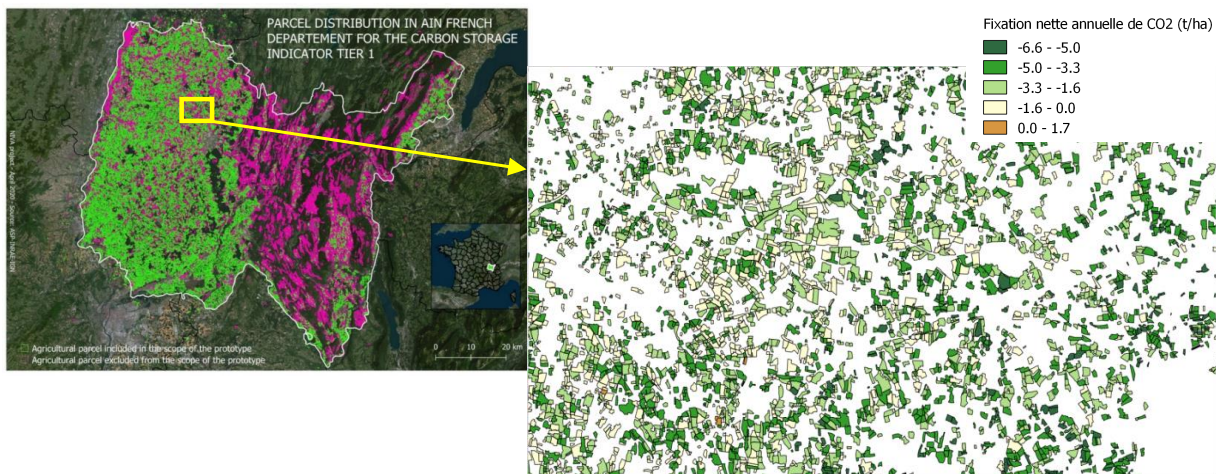 PARCEL DISTRIBUTION IN AIN FRENCH
DEPARTEMENT FOR THE CARBON STORAGE
INDICATOR TIER 1
Agricultural parcel included in the scope of the prototype
Agricultural parcel excluded from the scope of the prototype
0 10 20 km
Fixation nette annuelle de CO2 (t/ha)
-6.6 - -5.0
-5.0 - -3.3
-3.3 - -1.6
-1.6 - 0.0
0.0 - 1.7